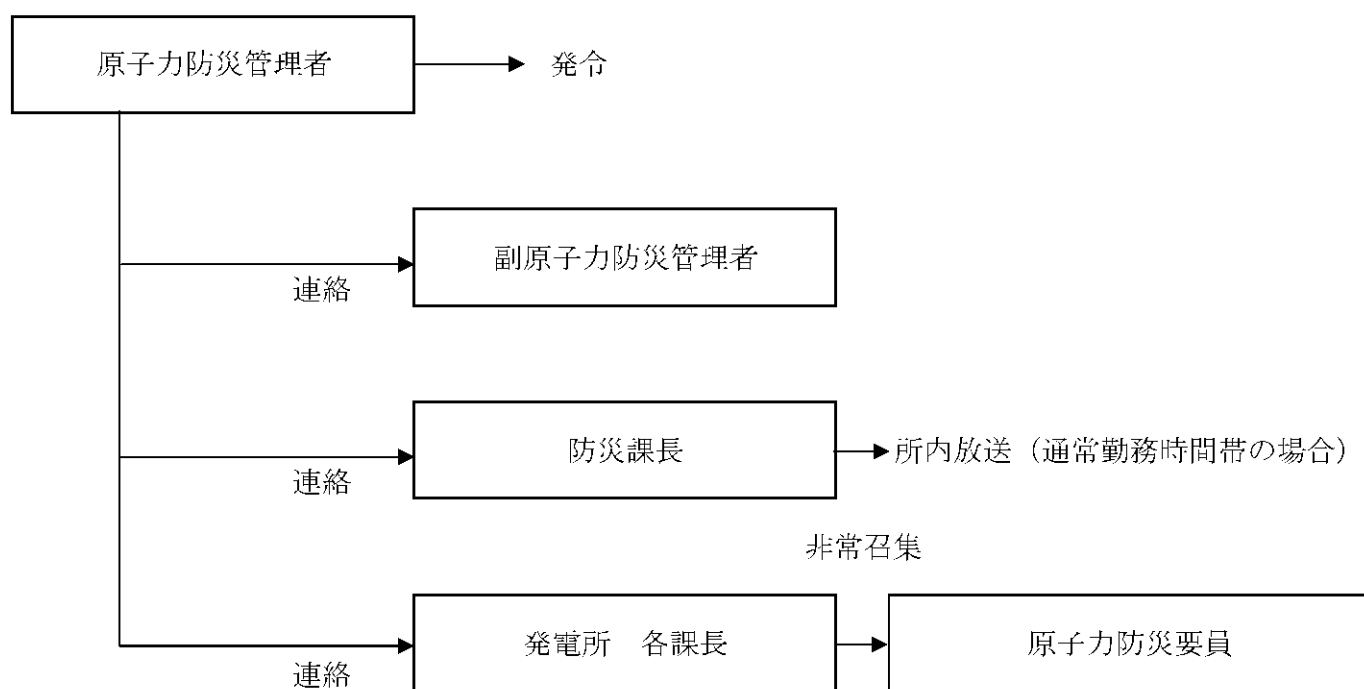 原子力防災管理者
発令
副原子力防災管理者
連絡
防災課長
所内放送（通常勤務時間帯の場合）
連絡
非常召集
発電所　各課長
原子力防災要員
連絡